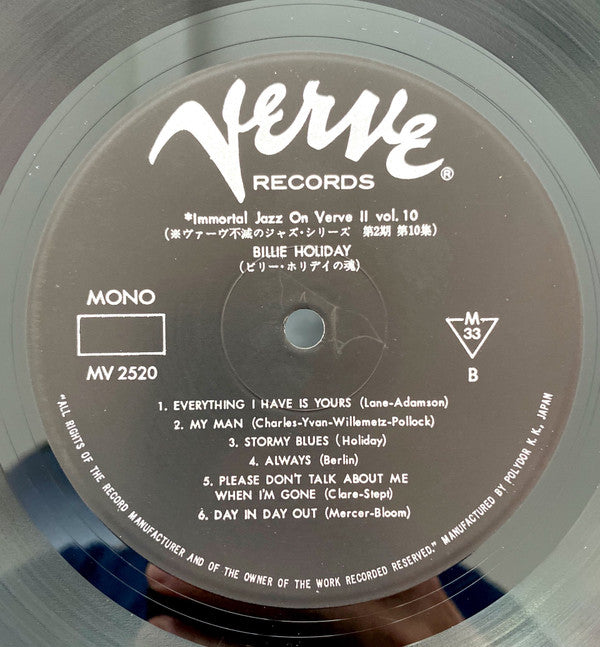 Verve
RECORDS ®
*Immortal Jazz On Verve II vol. 10
(※ヴァーヴ不滅のジャズ・シリーズ 第2期 第10集)
BILLIE HOLIDAY
(ビリー・ホリデイの魂)
MONO
MV 2520
M
33
B
1. EVERYTHING I HAVE IS YOURS (Lane-Adamson)
2. MY MAN (Charles-Yvan-Willemetz-Pollock)
3. STORMY BLUES (Holiday)
4. ALWAYS (Berlin)
5. PLEASE DON'T TALK ABOUT ME
WHEN I'M GONE (Clare-Stept)
6. DAY IN DAY OUT (Mercer-Bloom)
"ALL RIGHTS OF THE RECORD MANUFACTURER AND OF THE OWNER OF THE WORK RECORDED RESERVED." MANUFACTURED BY POLYDOR K. K., JAPAN